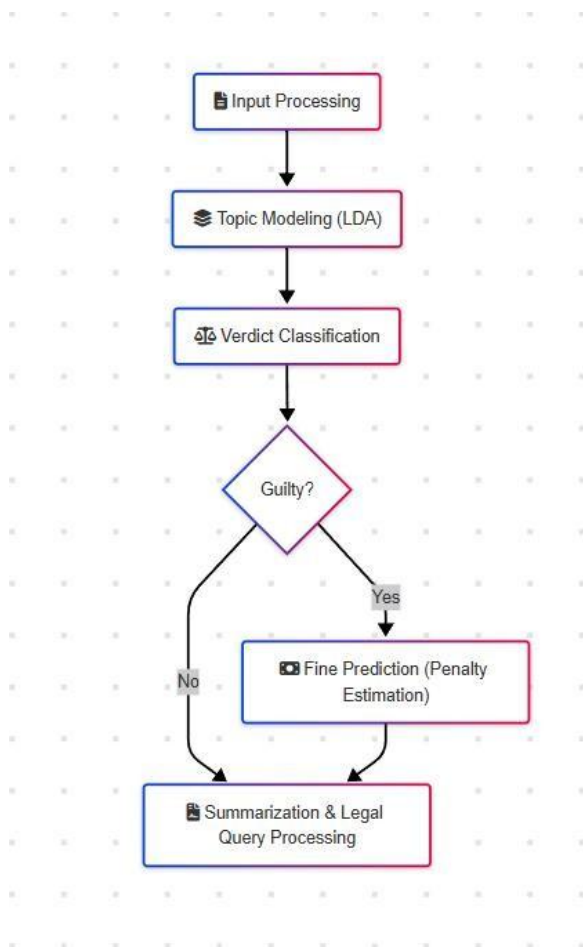 Input Processing
Topic Modeling (LDA)
Verdict Classification
Guilty?
Yes
Fine Prediction (Penalty
Estimation)
No
Summarization & Legal
Query Processing